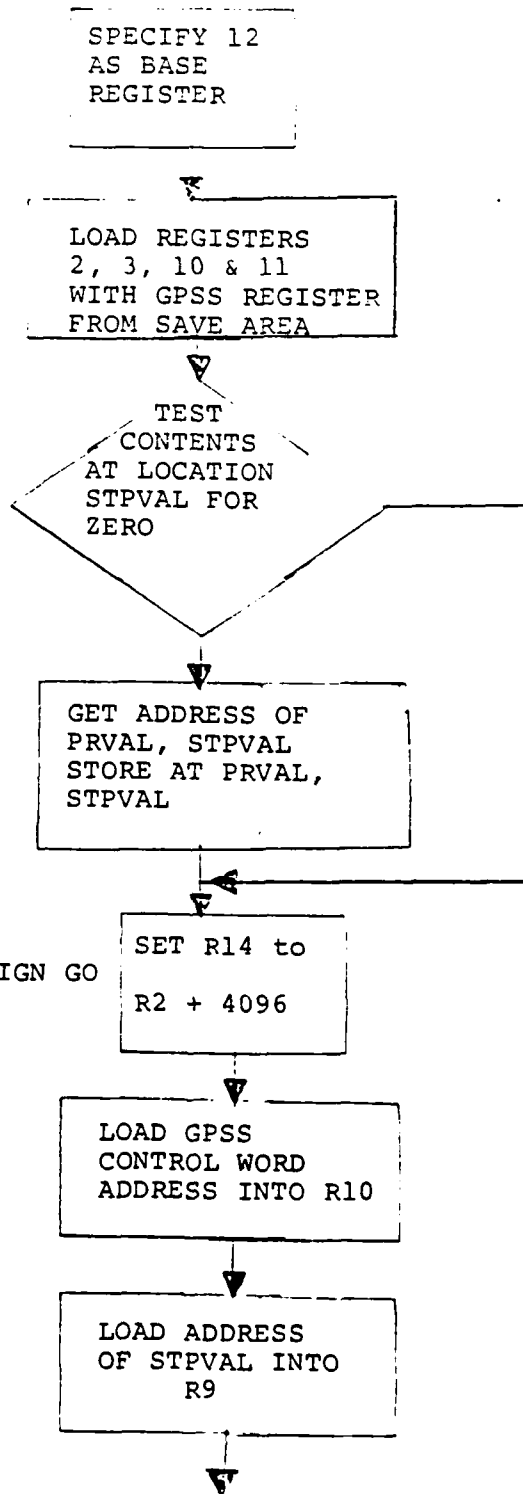 SPECIFY 12
AS BASE
REGISTER
LOAD REGISTERS
2, 3, 10 & 11
WITH GPSS REGISTER
FROM SAVE AREA
TEST
CONTENTS
AT LOCATION
STPVAL FOR
ZERO
GET ADDRESS OF
PRVAL, STPVAL
STORE AT PRVAL,
STPVAL
IGN GO
SET R14 to
R2 + 4096
LOAD GPSS
CONTROL WORD
ADDRESS INTO R10
LOAD ADDRESS
OF STPVAL INTO
R9